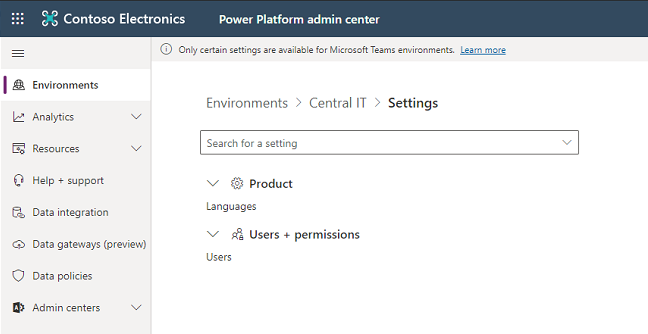 Contoso Electronics Power Platform admin center
Only certain settings are available for Microsoft Teams environments. Learn more
Environments
Analytics
Resources
Help + support
Data integration
Data gateways (preview)
Data policies
Admin centers
Environments > Central IT > Settings
Search for a setting
Product
Languages
Users + permissions
Users